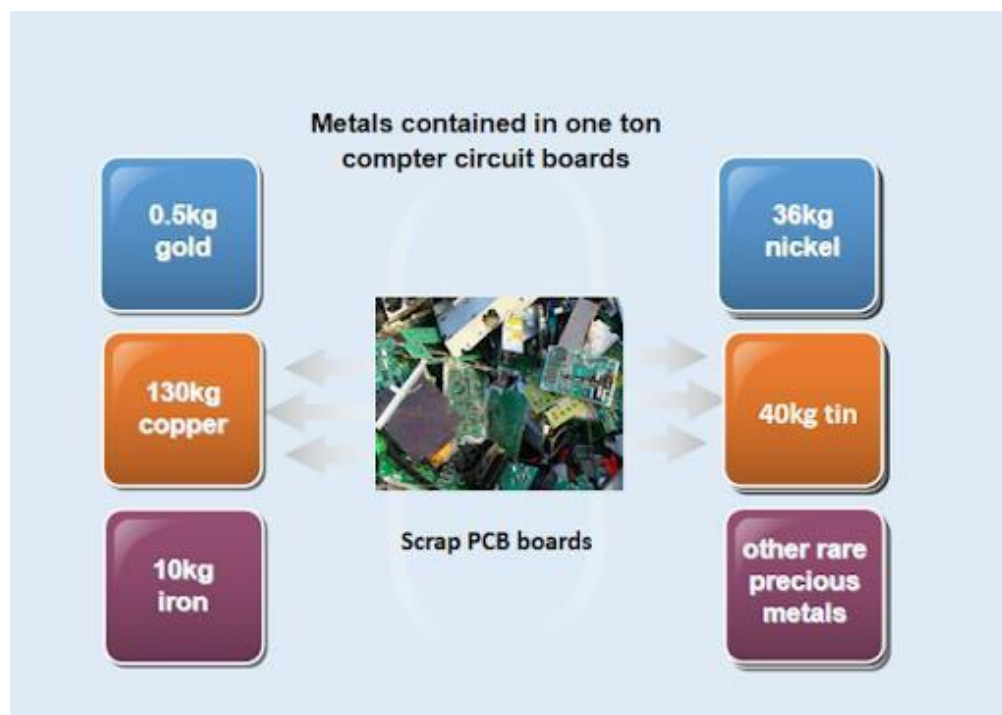 Metals contained in one ton
compter circuit boards
0.5kg
gold
36kg
nickel
130kg
copper
40kg tin
Scrap PCB boards
10kg
iron
other rare
precious
metals